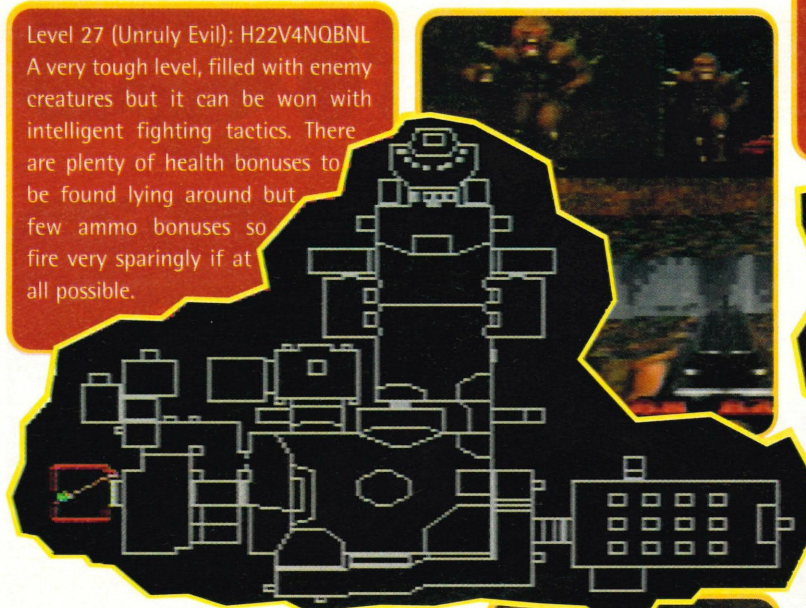 Level 27 (Unruly Evil): H22V4NQBNL
A very tough level, filled with enemy
creatures but it can be won with
intelligent fighting tactics. There
are plenty of health bonuses to
be found lying around but
few ammo bonuses so
fire very sparingly if at
all possible.